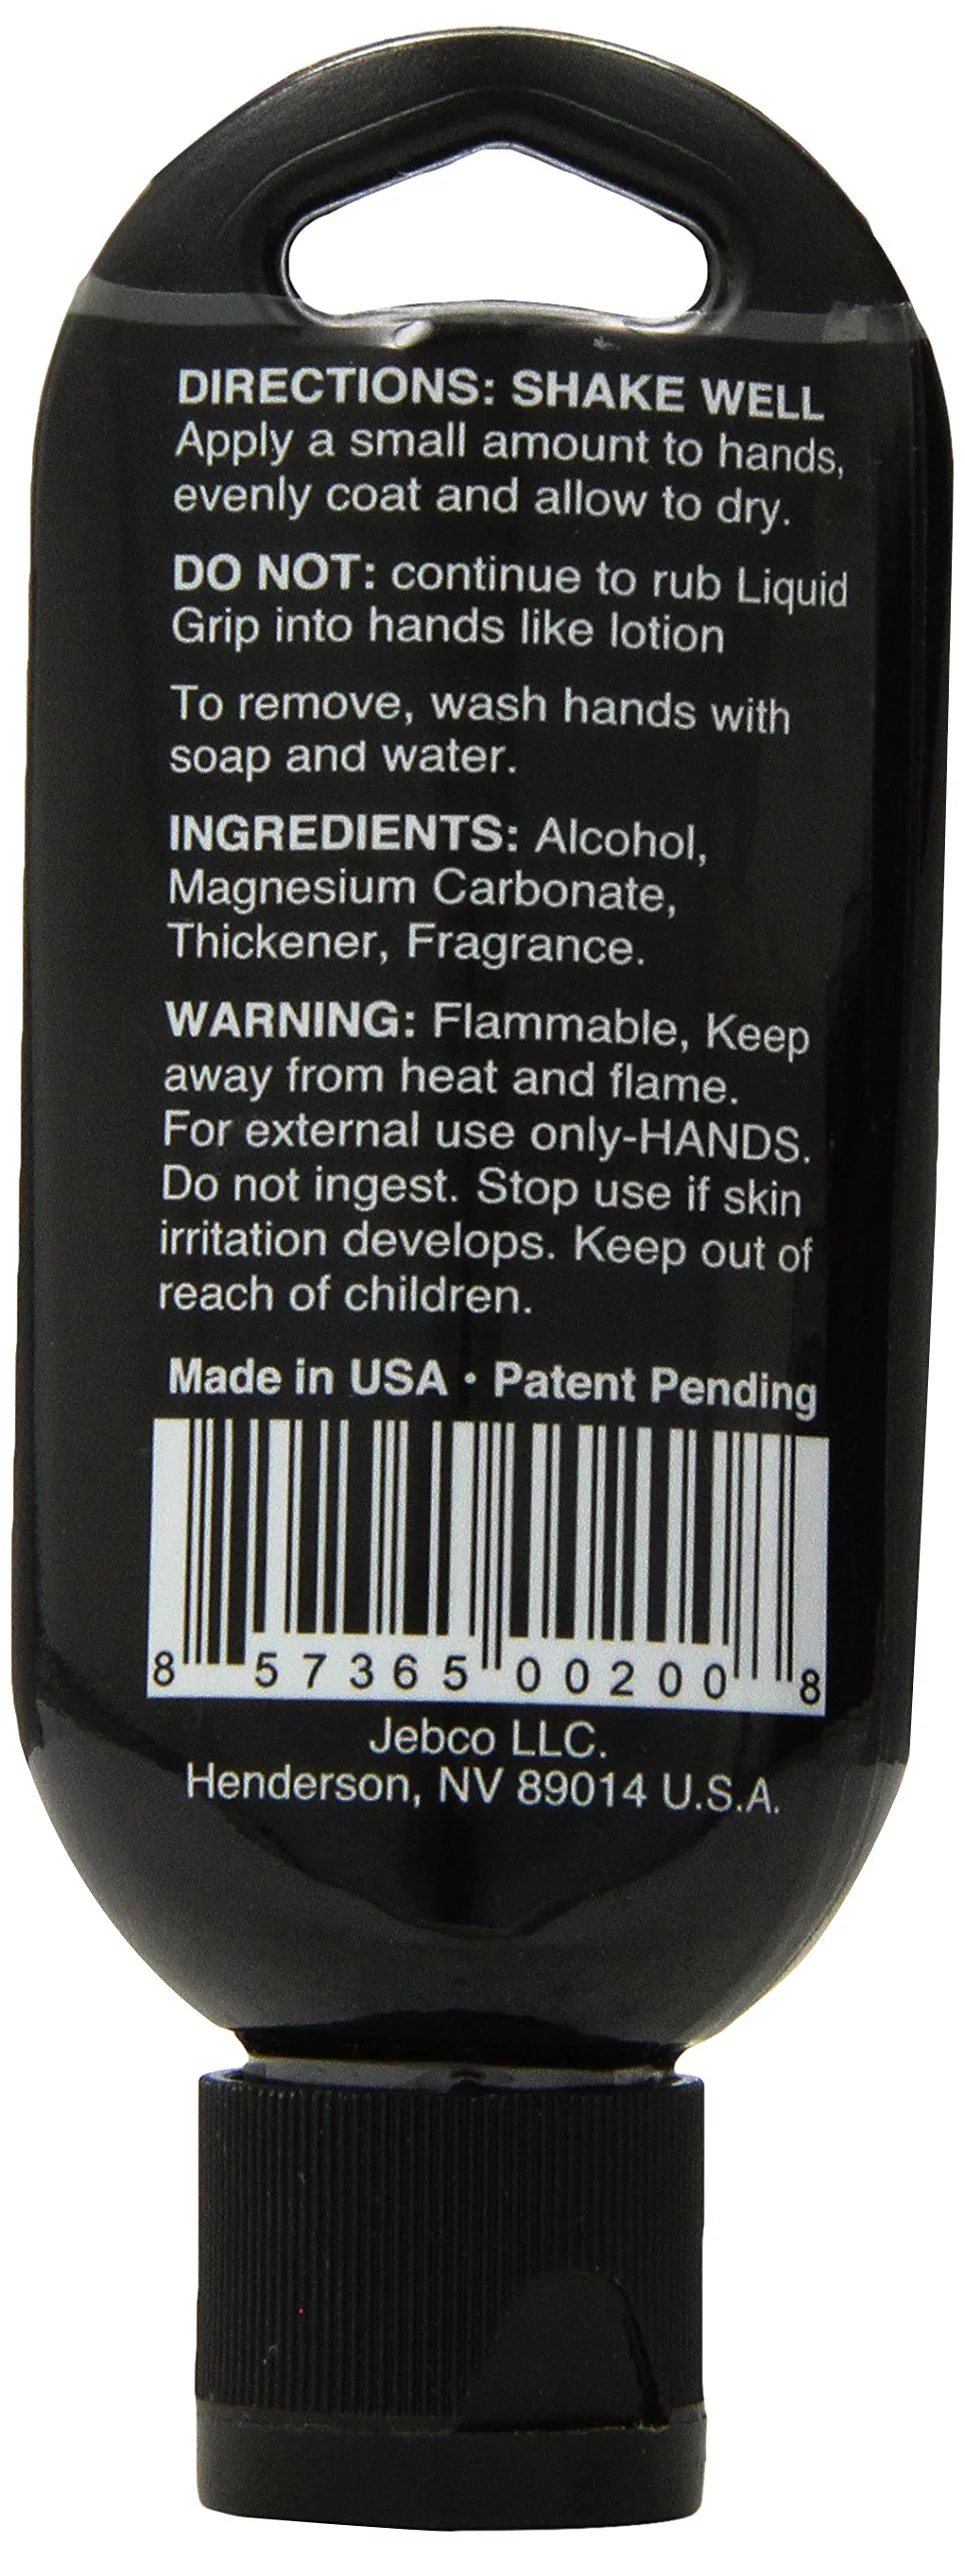 DIRECTIONS: SHAKE WELL
Apply a small amount to hands,
evenly coat and allow to dry.
DO NOT: continue to rub Liquid
Grip into hands like lotion
To remove, wash hands with
soap and water.
INGREDIENTS: Alcohol,
Magnesium Carbonate,
Thickener, Fragrance.
WARNING: Flammable, Keep
away from heat and flame.
For external use only-HANDS.
Do not ingest. Stop use if skin
irritation develops. Keep out of
reach of children.
Made in USA • Patent Pending
8 57365 00200 8
Jebco LLC.
Henderson, NV 89014 U.S.A.